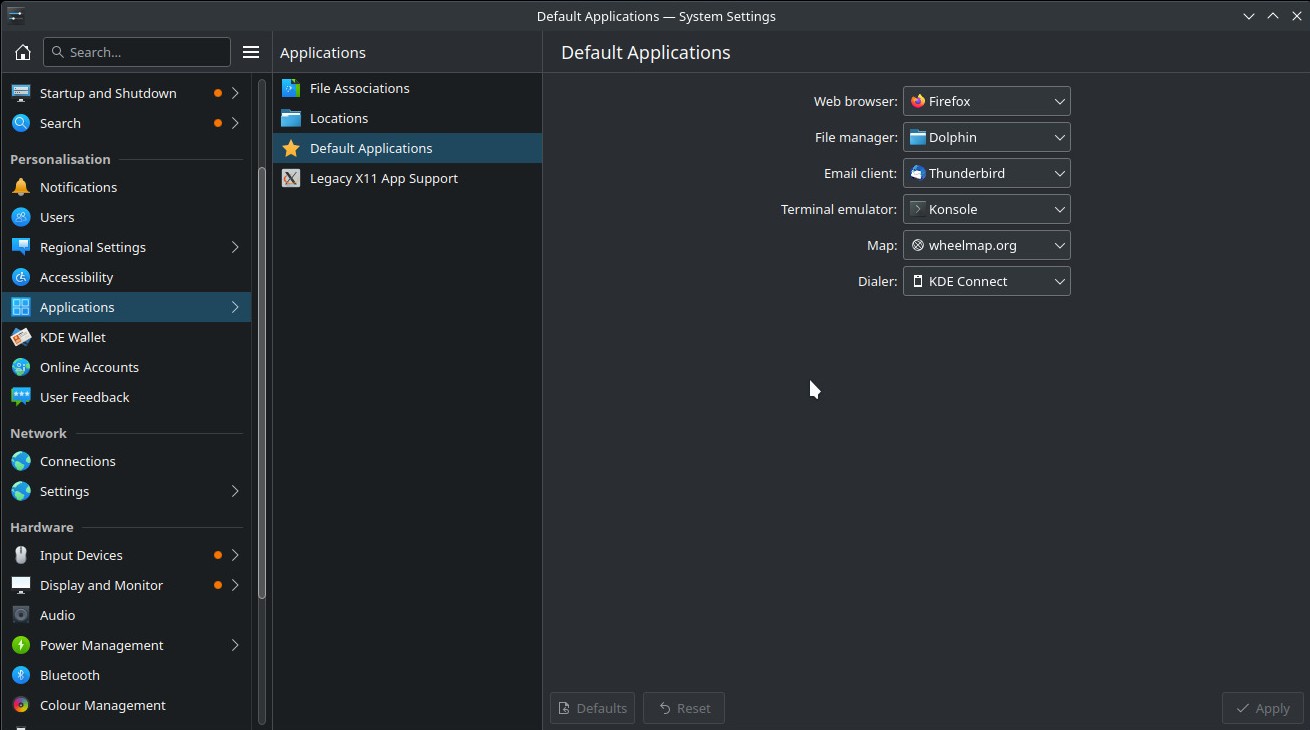 Default Applications — System Settings
Search...
Startup and Shutdown
Search
Personalisation
Notifications
Users
Regional Settings
Accessibility
Applications
KDE Wallet
Online Accounts
User Feedback
Network
Connections
Settings
Hardware
Input Devices
Display and Monitor
Audio
Power Management
Bluetooth
Colour Management
Applications
File Associations
Locations
Default Applications
Legacy X11 App Support
Default Applications
Web browser: Firefox
File manager: Dolphin
Email client: Thunderbird
Terminal emulator: Konsole
Map: wheelmap.org
Dialer: KDE Connect
Defaults
Reset
Apply